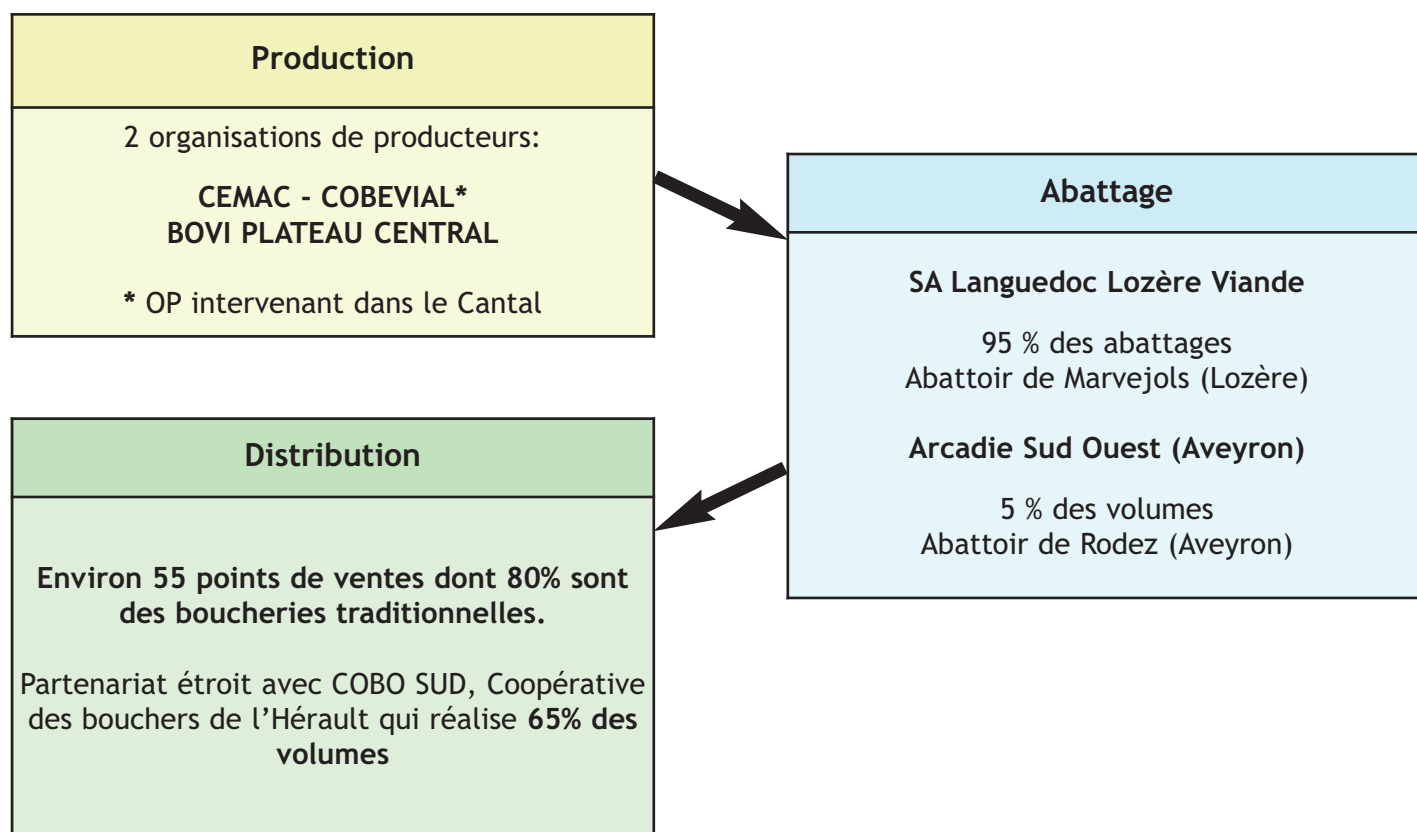 Production
2 organisations de producteurs:
CEMAC - COBEVIAL*
BOVI PLATEAU CENTRAL
* OP intervenant dans le Cantal
Abattage
SA Languedoc Lozère Viande
95 % des abattages
Abattoir de Marvejols (Lozère)
Arcadie Sud Ouest (Aveyron)
5 % des volumes
Abattoir de Rodez (Aveyron)
Distribution
Environ 55 points de ventes dont 80% sont
des boucheries traditionnelles.
Partenariat étroit avec COBO SUD, Coopérative
des bouchers de l’Hérault qui réalise 65% des
volumes